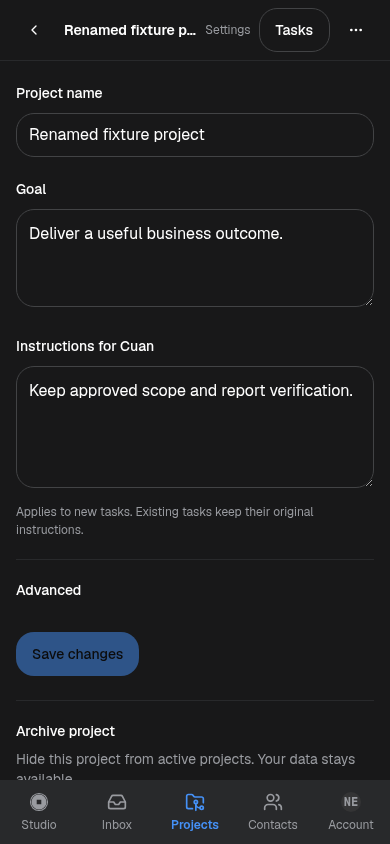 Renamed fixture p... Settings Tasks
Project name
Renamed fixture project
Goal
Deliver a useful business outcome.
Instructions for Cuan
Keep approved scope and report verification.
Applies to new tasks. Existing tasks keep their original
instructions.
Advanced
Save changes
Archive project
Hide this project from active projects. Your data stays
available.
NE
Studio Inbox Projects Contacts Account